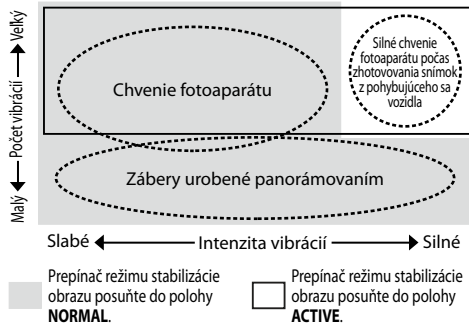 Veľký
Počet vibrácií
Malý
Chvenie fotoaparátu
Silné chvenie
fotoaparátu počas
zhotovovania snímok
z pohybujúceho sa
vozidla
Zábery urobené panorámovaním
Slabé
Intenzita vibrácií
Silné
Prepínač režimu stabilizácie
obrazu posuňte do polohy
NORMAL.
Prepínač režimu stabilizácie
obrazu posuňte do polohy
ACTIVE.